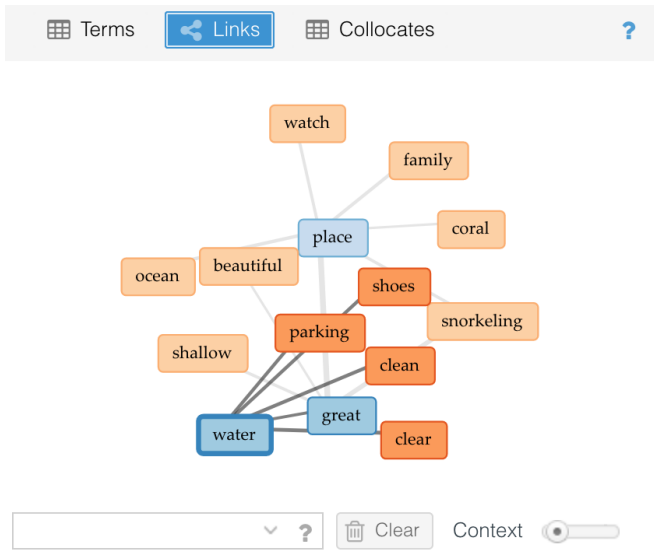 Terms Links Collocates ?
watch
family
coral
place
beautiful
ocean
shoes
snorkeling
parking
shallow
clean
great
water
clear
? Clear Context